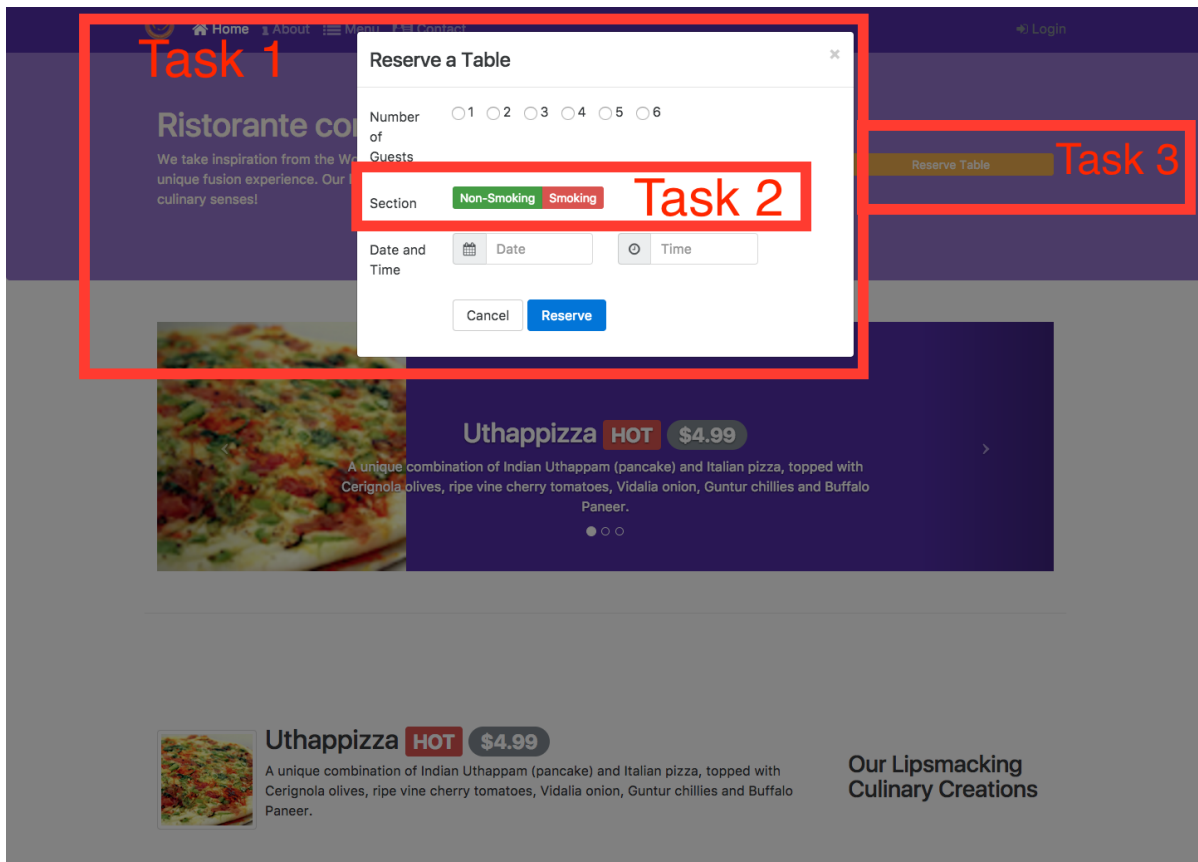 Home About Menu Contact Login
Task 1
Reserve a Table ×
Number of Guests 1 2 3 4 5 6
Ristorante
We take inspiration from the
unique fusion experience. Our
culinary senses!
Reserve Table Task 3
Section Non-Smoking Smoking Task 2
Date and Time Date Time
Cancel Reserve
Uthappizza HOT $4.99
A unique combination of Indian Uthappam (pancake) and Italian pizza, topped with
Cerignola olives, ripe vine cherry tomatoes, Vidalia onion, Guntur chillies and Buffalo
Paneer.
Uthappizza HOT $4.99
A unique combination of Indian Uthappam (pancake) and Italian pizza, topped with
Cerignola olives, ripe vine cherry tomatoes, Vidalia onion, Guntur chillies and Buffalo
Paneer.
Our Lipsmacking
Culinary Creations